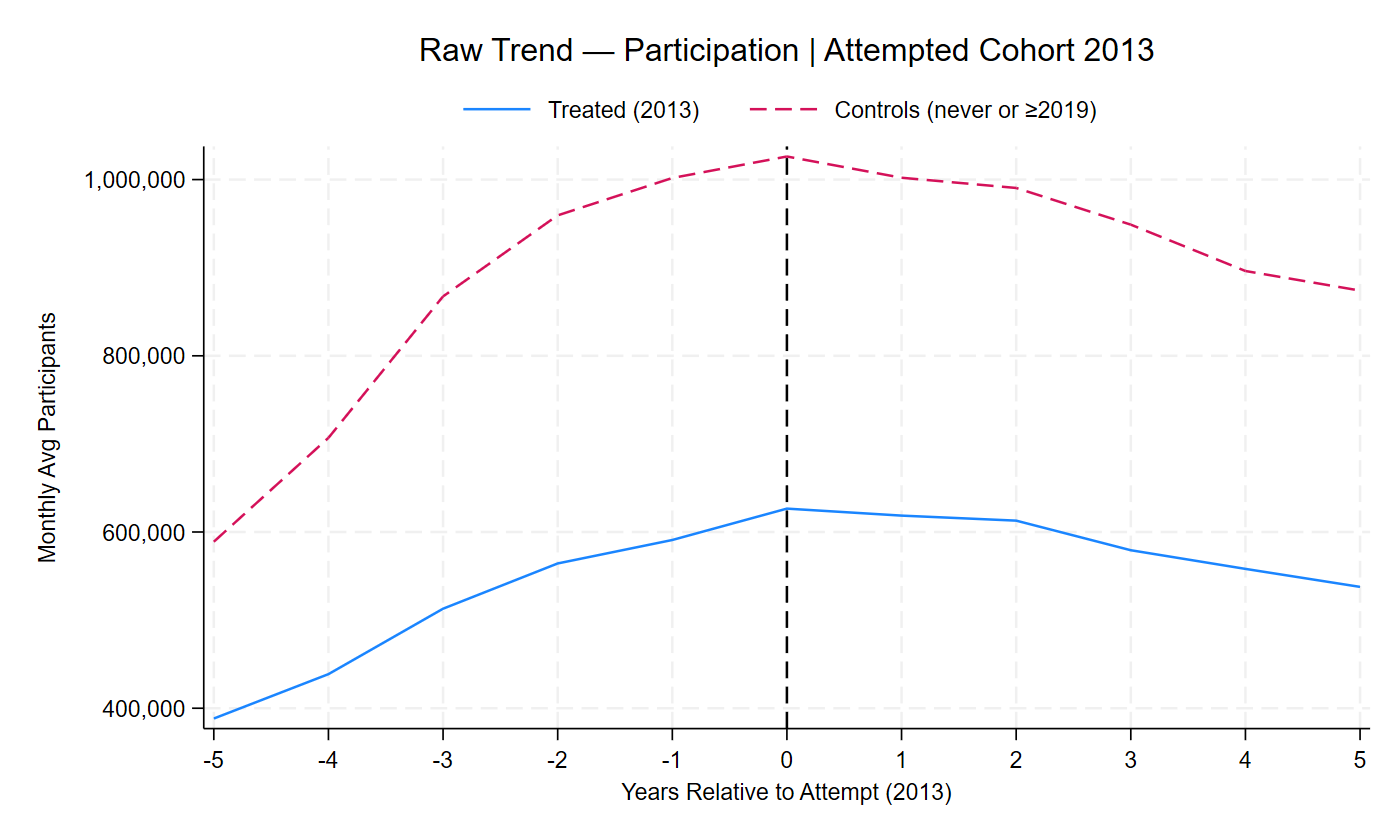 Raw Trend — Participation | Attempted Cohort 2013
Treated (2013)
Controls (never or ≥2019)
Monthly Avg Participants
1,000,000
800,000
600,000
400,000
-5 -4 -3 -2 -1 0 1 2 3 4 5
Years Relative to Attempt (2013)